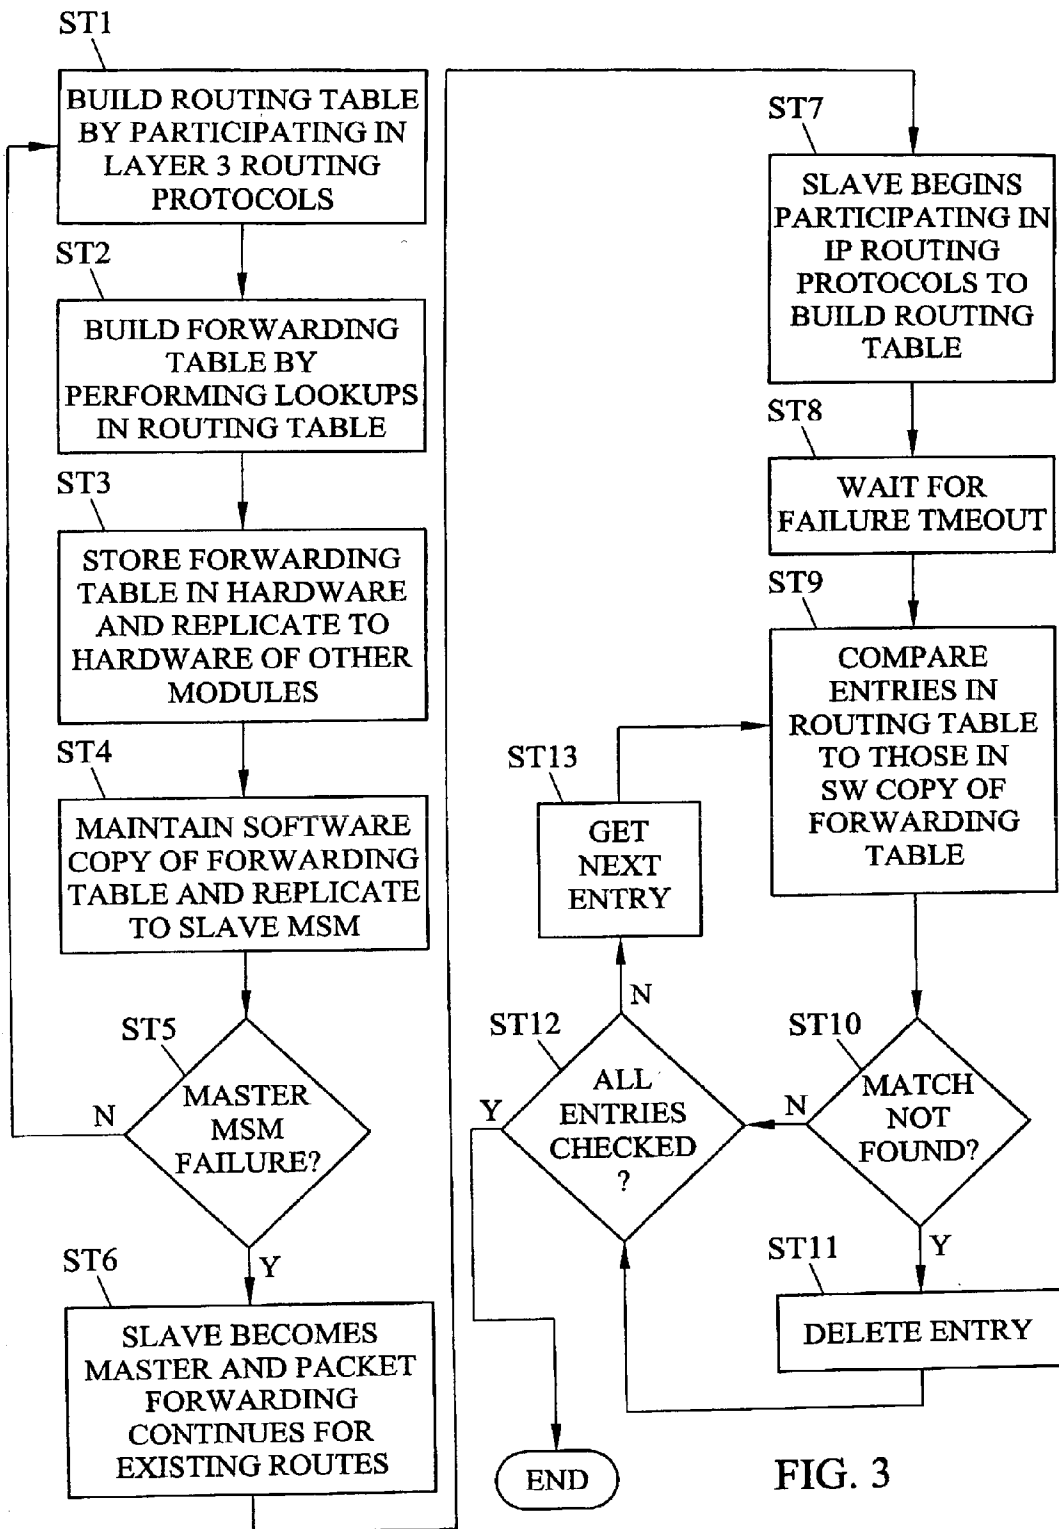 ST1
BUILD ROUTING TABLE
BY PARTICIPATING IN
LAYER 3 ROUTING
PROTOCOLS
ST2
BUILD FORWARDING
TABLE BY
PERFORMING LOOKUPS
IN ROUTING TABLE
ST3
STORE FORWARDING
TABLE IN HARDWARE
AND REPLICATE TO
HARDWARE OF OTHER
MODULES
ST4
MAINTAIN SOFTWARE
COPY OF FORWARDING
TABLE AND REPLICATE
TO SLAVE MSM
ST5
MASTER
MSM
FAILURE?
N
Y
ST6
SLAVE BECOMES
MASTER AND PACKET
FORWARDING
CONTINUES FOR
EXISTING ROUTES
ST7
SLAVE BEGINS
PARTICIPATING IN
IP ROUTING
PROTOCOLS TO
BUILD ROUTING
TABLE
ST8
WAIT FOR
FAILURE TMEOUT
ST9
COMPARE
ENTRIES IN
ROUTING TABLE
TO THOSE IN
SW COPY OF
FORWARDING
TABLE
ST10
MATCH
NOT
FOUND?
N
Y
ST11
DELETE ENTRY
ST12
ALL
ENTRIES
CHECKED
?
N
Y
ST13
GET
NEXT
ENTRY
END
FIG. 3